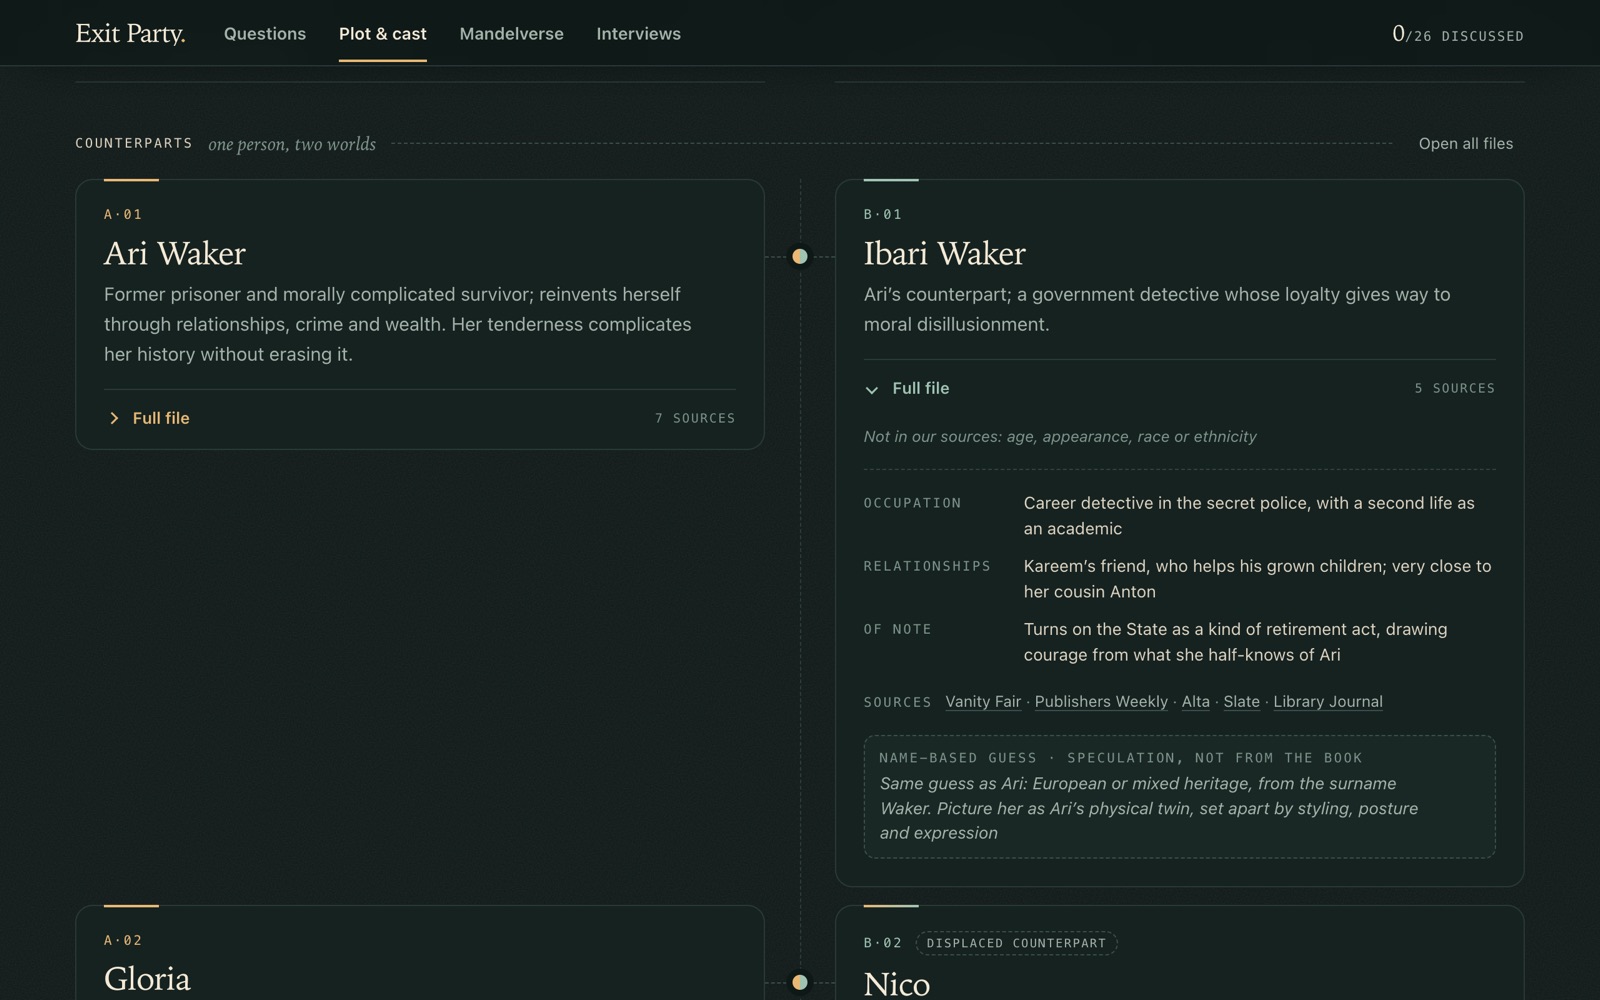 Exit Party.
Questions
Plot & cast
Mandelverse
Interviews
0/26 DISCUSSED
COUNTERPARTS
one person, two worlds
Open all files
A·01
Ari Waker
Former prisoner and morally complicated survivor; reinvents herself
through relationships, crime and wealth. Her tenderness complicates
her history without erasing it.
Full file
7 SOURCES
B·01
Ibari Waker
Ari’s counterpart; a government detective whose loyalty gives way to
moral disillusionment.
Full file
5 SOURCES
Not in our sources: age, appearance, race or ethnicity
OCCUPATION
Career detective in the secret police, with a second life as
an academic
RELATIONSHIPS
Kareem’s friend, who helps his grown children; very close to
her cousin Anton
OF NOTE
Turns on the State as a kind of retirement act, drawing
courage from what she half-knows of Ari
SOURCES Vanity Fair · Publishers Weekly · Alta · Slate · Library Journal
NAME-BASED GUESS · SPECULATION, NOT FROM THE BOOK
Same guess as Ari: European or mixed heritage, from the surname
Waker. Picture her as Ari’s physical twin, set apart by styling, posture
and expression
A·02
Gloria
B·02 DISPLACED COUNTERPART
Nico